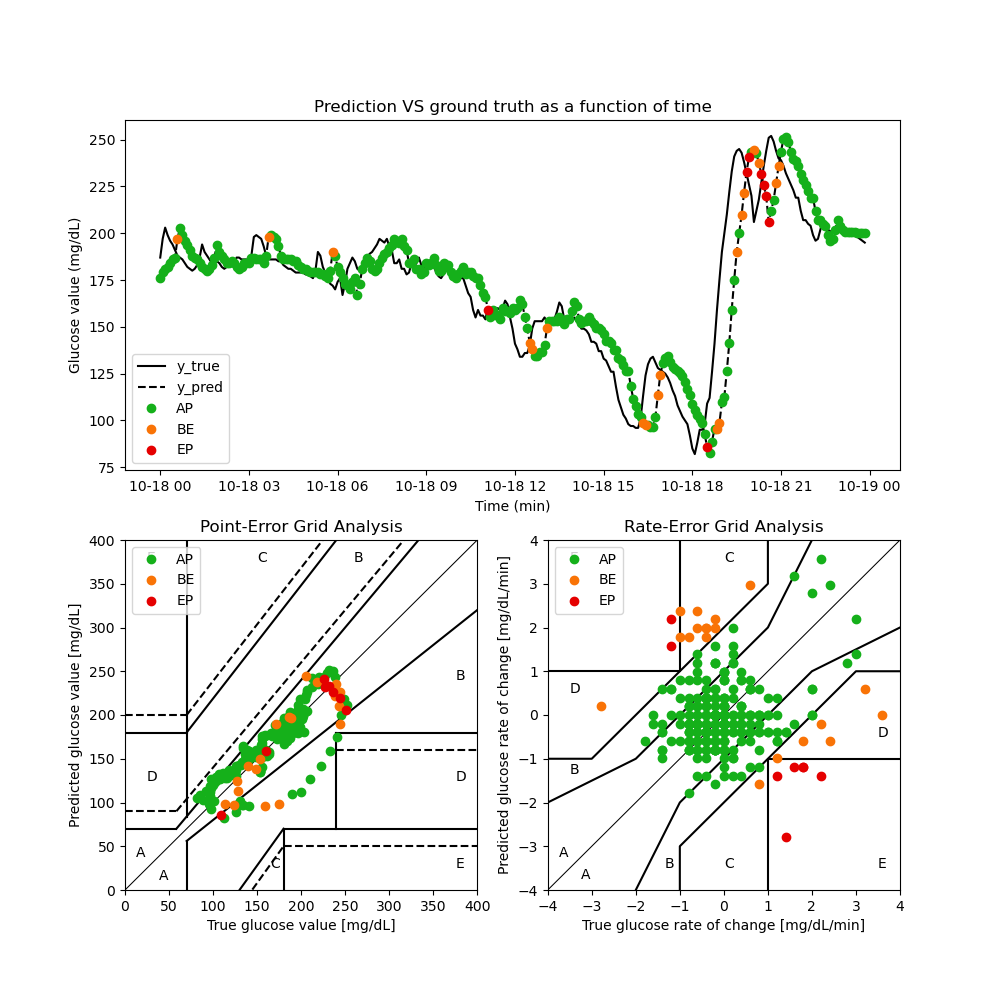 Prediction VS ground truth as a function of time
Glucose value (mg/dL)
250
225
200
175
150
125
100
75
y_true
y_pred
AP
BE
EP
10-18 00 10-18 03 10-18 06 10-18 09 10-18 12 10-18 15 10-18 18 10-18 21 10-19 00
Time (min)
Point-Error Grid Analysis
Predicted glucose value [mg/dL]
400
350
300
250
200
150
100
50
0
AP
BE
EP
C B
B
D D
A
A
C E
0 50 100 150 200 250 300 350 400
True glucose value [mg/dL]
Rate-Error Grid Analysis
Predicted glucose rate of change [mg/dL/min]
4
3
2
1
0
−1
−2
−3
−4
AP
BE
EP
C
D
D
B
A
A
B C E
−4 −3 −2 −1 0 1 2 3 4
True glucose rate of change [mg/dL/min]